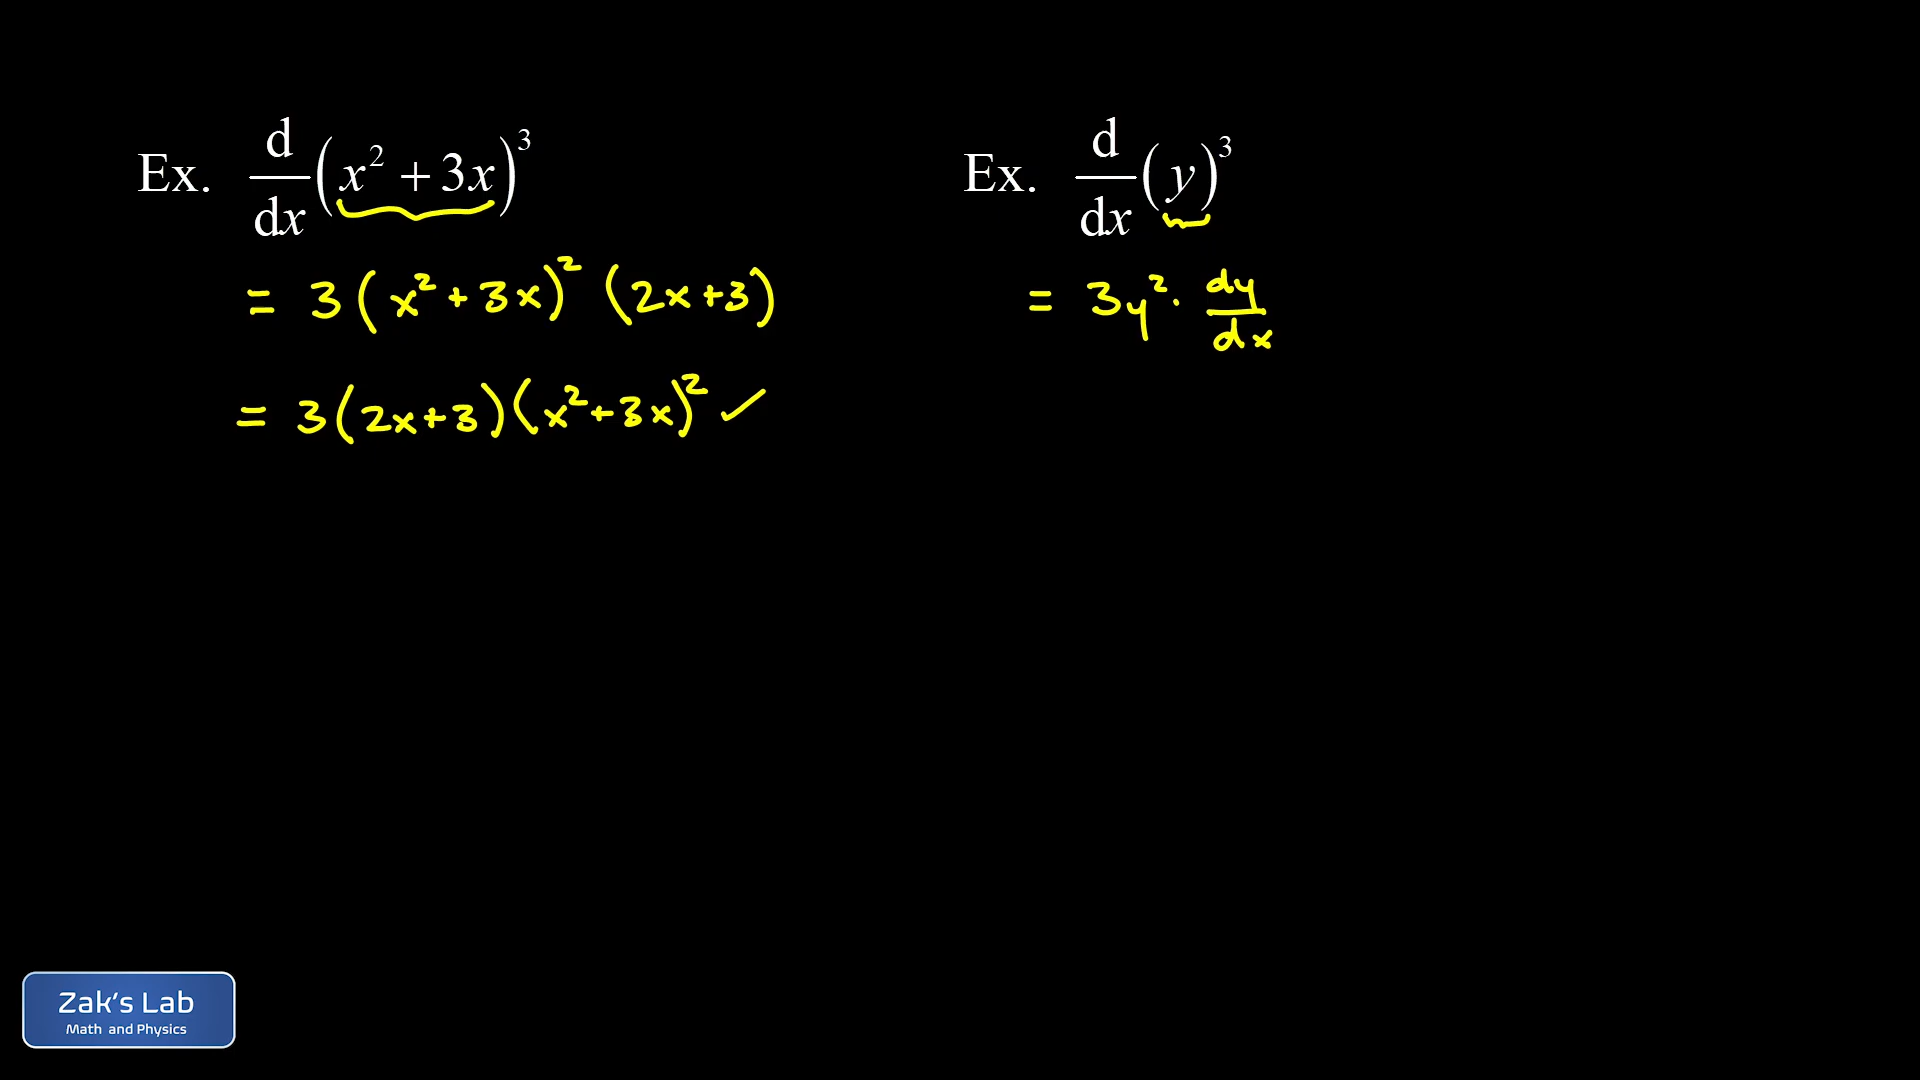 Ex. d/dx (x² + 3x)³
= 3(x² + 3x)² (2x+3)
= 3(2x+3)(x²+3x)² ✓
Ex. d/dx (y)³
= 3y² · dy/dx
Zak's Lab
Math and Physics